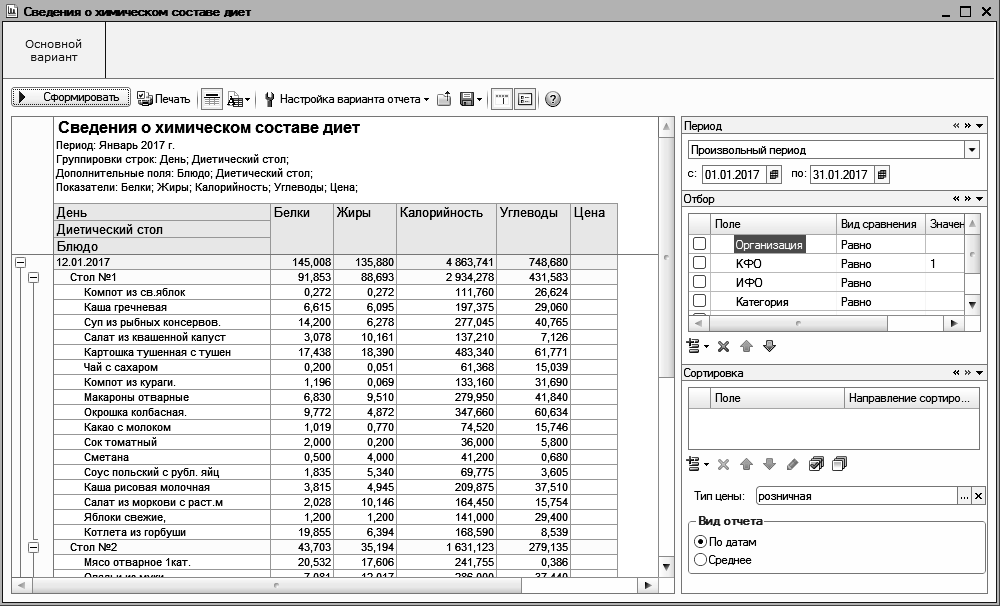 Сведения о химическом составе диет
Основной
вариант
Сформировать Печать Настройка варианта отчета
Сведения о химическом составе диет
Период: Январь 2017 г.
Группировки строк: День; Диетический стол;
Дополнительные поля: Блюдо; Диетический стол;
Показатели: Белки; Жиры; Калорийность; Углеводы; Цена;
День Белки Жиры Калорийность Углеводы Цена
Диетический стол
Блюдо
12.01.2017 145,008 135,880 4 863,741 748,680
Стол №1 91,853 88,693 2 934,278 431,583
Компот из св.яблок 0,272 0,272 111,760 26,624
Каша гречневая 6,615 6,095 197,375 29,060
Суп из рыбных консервов. 14,200 6,278 277,045 40,765
Салат из квашенной капуст 3,078 10,161 137,210 7,126
Картошка тушенная с тушен 17,438 18,390 483,340 61,771
Чай с сахаром 0,200 0,051 61,368 15,039
Компот из кураги. 1,196 0,069 133,160 31,690
Макароны отварные 6,830 9,510 279,950 41,840
Окрошка колбасная. 9,772 4,872 347,660 60,634
Какао с молоком 1,019 0,770 74,520 15,746
Сок томатный 2,000 0,200 36,000 5,800
Сметана 0,500 4,000 41,200 0,680
Соус польский с рубл. яйц 1,835 5,340 69,775 3,605
Каша рисовая молочная 3,815 4,945 209,875 37,510
Салат из моркови с раст.м 2,028 10,146 164,450 15,754
Яблоки свежие, 1,200 1,200 141,000 29,400
Котлета из горбуши 19,855 6,394 168,590 8,539
Стол №2 43,703 35,194 1 631,123 279,135
Мясо отварное 1кат. 20,532 17,606 241,755 0,386
Период
Произвольный период
с: 01.01.2017 по: 31.01.2017
Отбор
Поле Вид сравнения Значен
Организация Равно
КФО Равно 1
ИФО Равно
Категория Равно
Сортировка
Поле Направление сортиро...
Тип цены: розничная ...
Вид отчета
По датам
Среднее